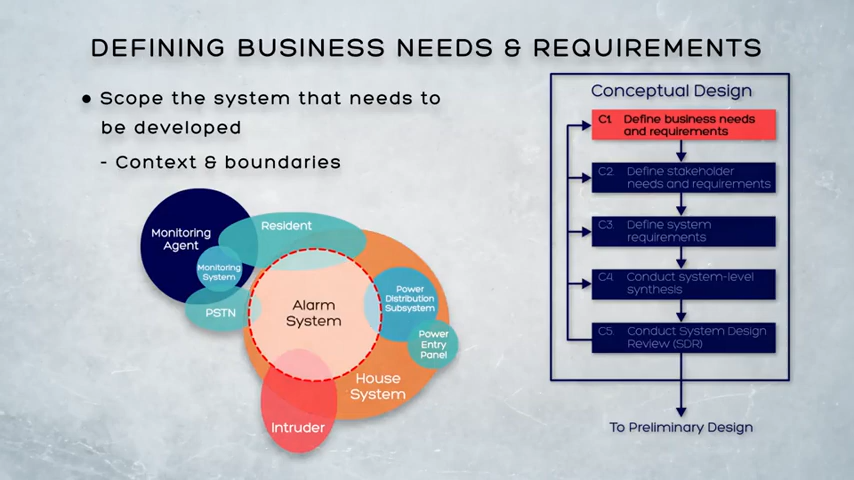 DEFINING BUSINESS NEEDS & REQUIREMENTS
• Scope the system that needs to
be developed
- Context & boundaries
Monitoring
Agent
Resident
Monitoring
System
PSTN
Alarm
System
Power
Distribution
Subsystem
Power
Entry
Panel
House
System
Intruder
Conceptual Design
C1. Define business needs
and requirements
C2. Define stakeholder
needs and requirements
C3. Define system
requirements
C4. Conduct system-level
synthesis
C5. Conduct System Design
Review (SDR)
To Preliminary Design